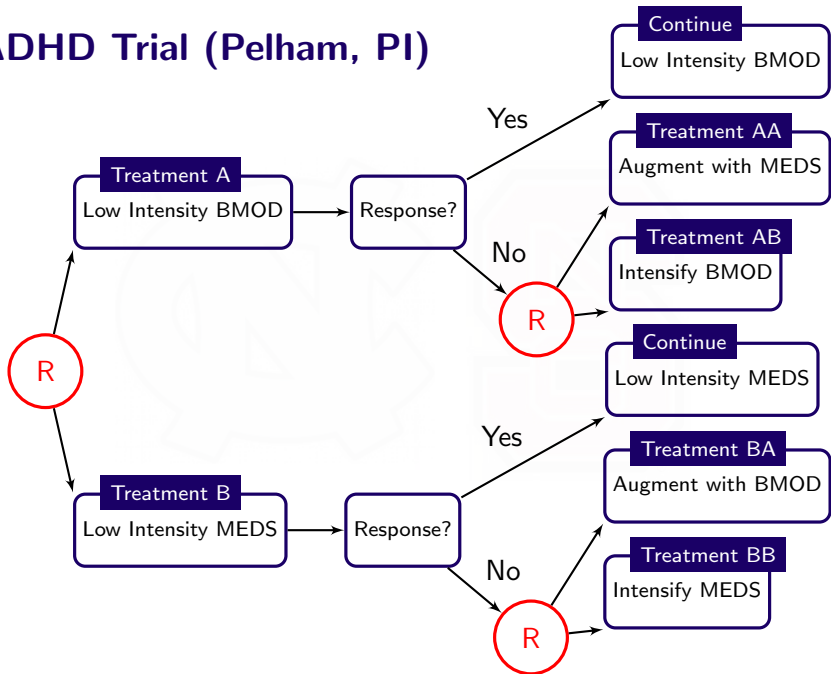 ADHD Trial (Pelham, PI)
Continue
Low Intensity BMOD
Yes
Treatment AA
Augment with MEDS
Treatment A
Low Intensity BMOD
Response?
No
Treatment AB
Intensify BMOD
R
R
Continue
Low Intensity MEDS
Yes
Treatment BA
Augment with BMOD
Treatment B
Low Intensity MEDS
Response?
No
Treatment BB
Intensify MEDS
R